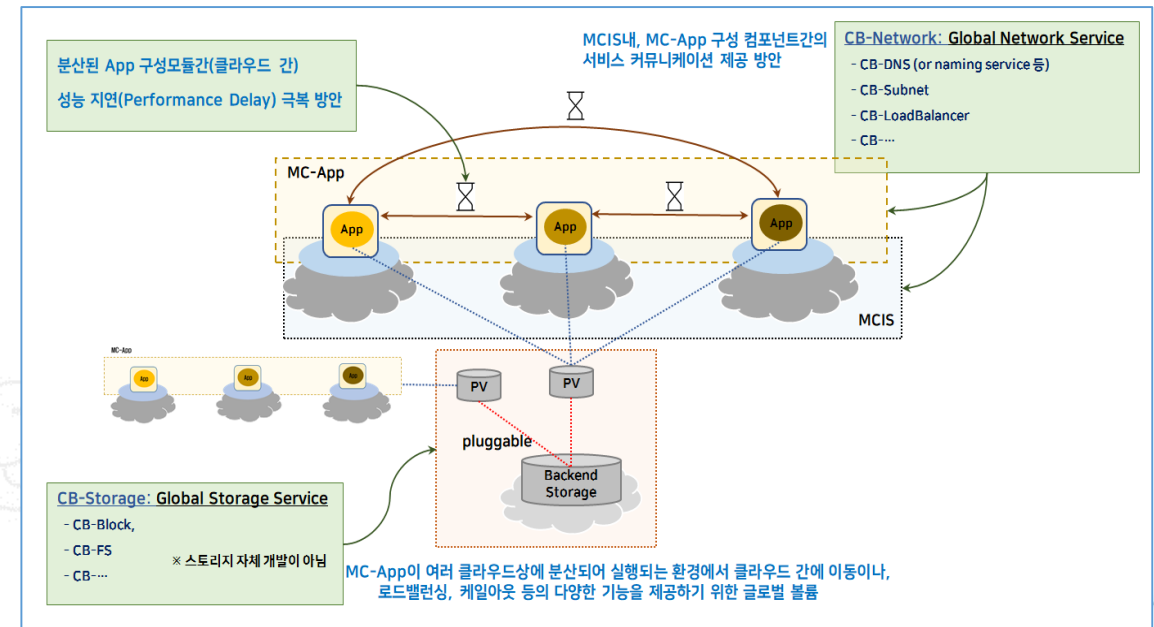 분산된 App 구성모듈간(클라우드 간)
성능 지연(Performance Delay) 극복 방안
MCIS내, MC-App 구성 컴포넌트간의
서비스 커뮤니케이션 제공 방안
CB-Network: Global Network Service
- CB-DNS (or naming service 등)
- CB-Subnet
- CB-LoadBalancer
- CB-…
MC-App
App
App
App
MCIS
MC-App
App
App
App
PV
PV
pluggable
Backend
Storage
CB-Storage: Global Storage Service
- CB-Block,
- CB-FS
- CB-…
※ 스토리지 자체 개발이 아님
MC-App이 여러 클라우드상에 분산되어 실행되는 환경에서 클라우드 간에 이동이나,
로드밸런싱, 케일아웃 등의 다양한 기능을 제공하기 위한 글로벌 볼륨